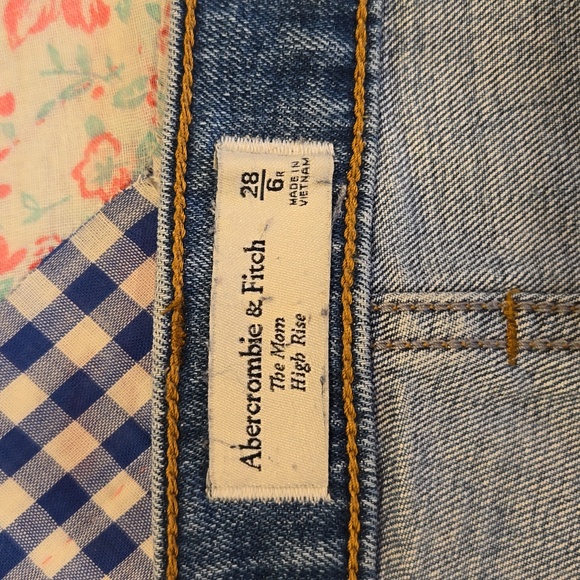 Abercrombie & Fitch
The Mom
High Rise
28
6R
MADE IN
VIETNAM